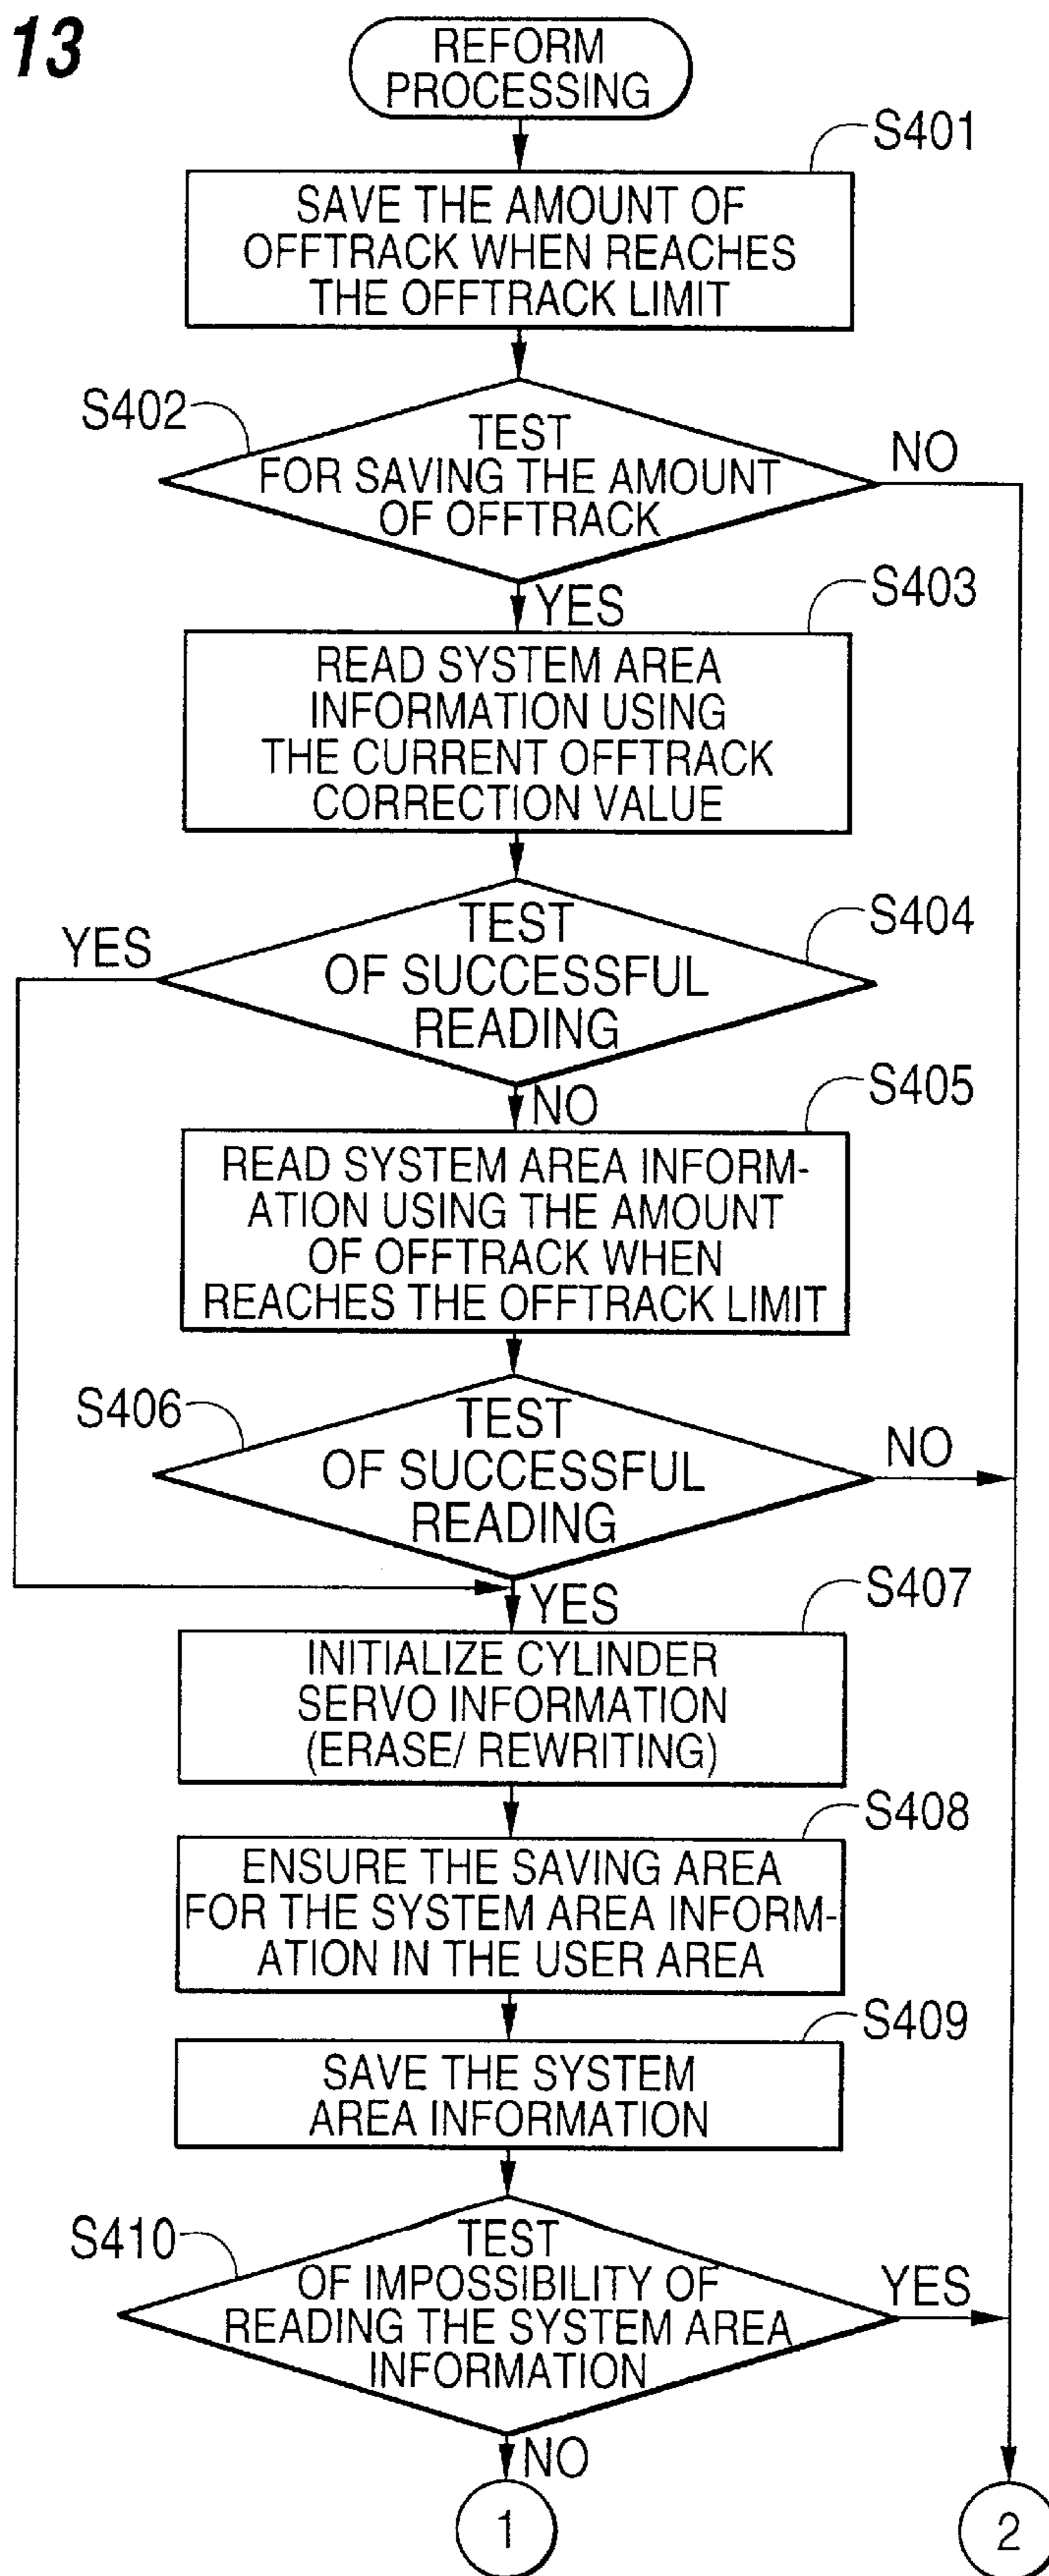 13
REFORM
PROCESSING
S401
SAVE THE AMOUNT OF
OFFTRACK WHEN REACHES
THE OFFTRACK LIMIT
S402
TEST
FOR SAVING THE AMOUNT
OF OFFTRACK
NO
YES
S403
READ SYSTEM AREA
INFORMATION USING
THE CURRENT OFFTRACK
CORRECTION VALUE
S404
YES
TEST
OF SUCCESSFUL
READING
NO
S405
READ SYSTEM AREA INFORM-
ATION USING THE AMOUNT
OF OFFTRACK WHEN
REACHES THE OFFTRACK LIMIT
S406
TEST
OF SUCCESSFUL
READING
NO
YES
S407
INITIALIZE CYLINDER
SERVO INFORMATION
(ERASE/ REWRITING)
S408
ENSURE THE SAVING AREA
FOR THE SYSTEM AREA INFORM-
ATION IN THE USER AREA
S409
SAVE THE SYSTEM
AREA INFORMATION
S410
TEST
OF IMPOSSIBILITY OF
READING THE SYSTEM AREA
INFORMATION
YES
NO
1
2